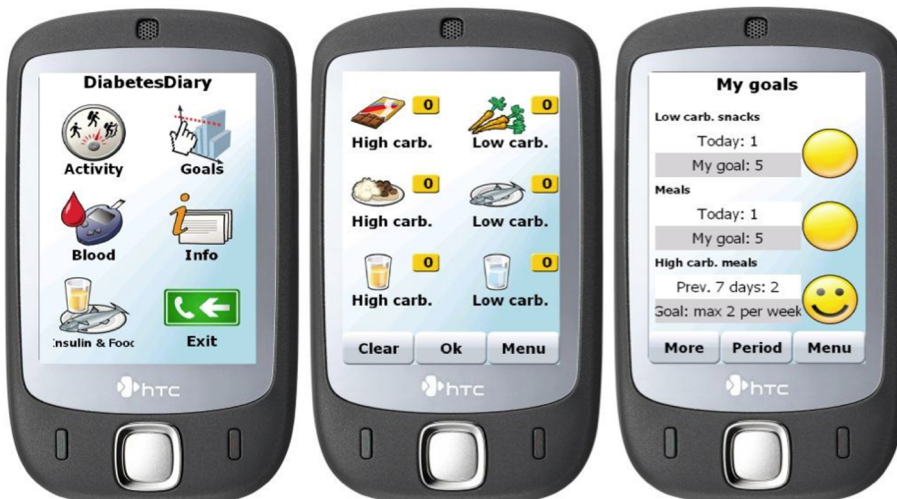 DiabetesDiary
Activity
Goals
Blood
Info
Insulin & Food
Exit
hTC
0
0
High carb.
Low carb.
0
0
High carb.
Low carb.
0
0
High carb.
Low carb.
Clear
Ok
Menu
hTC
My goals
Low carb. snacks
Today: 1
My goal: 5
Meals
Today: 1
My goal: 5
High carb. meals
Prev. 7 days: 2
Goal: max 2 per week
More
Period
Menu
hTC